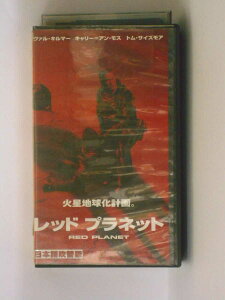 ヴァル・キルマー キャリー＝アン・モス トム・サイズモア
火星地球化計画。
レッド プラネット
RED PLANET
日本語吹替版